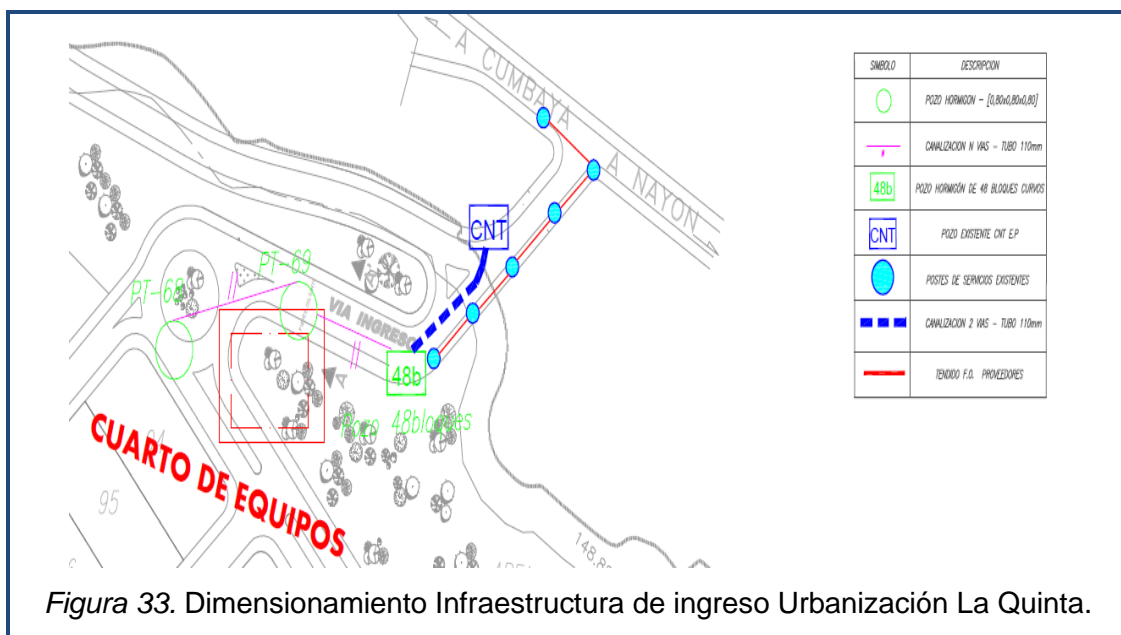 A CUMBAYA
A NAYON
CNT
PT-69
PT-68
VIA INGRESO
48b
A
Pozo 48bloques
CUARTO DE EQUIPOS
94
95
SIMBOLO DESCRIPCION
POZO HORMIGON - [0,80x0,80x0,80]
CANALIZACION N VIAS - TUBO 110mm
48b POZO HORMIGÓN DE 48 BLOQUES CURVOS
CNT POZO EXISTENTE CNT E.P
POSTES DE SERVICIOS EXISTENTES
CANALIZACION 2 VIAS - TUBO 110mm
TENDIDO F.O. PROVEEDORES
Figura 33. Dimensionamiento Infraestructura de ingreso Urbanización La Quinta.